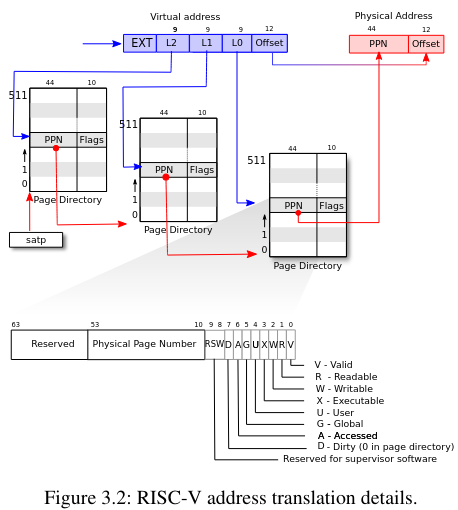 Virtual address
Physical Address
9 9 9 12
EXT L2 L1 L0 Offset
44 12
PPN Offset
44 10
511
PPN Flags
1
0
Page Directory
satp
44 10
511
PPN Flags
1
0
Page Directory
44 10
511
PPN Flags
1
0
Page Directory
63 53 10 9 8 7 6 5 4 3 2 1 0
Reserved Physical Page Number RSW D A G U X W R V
V - Valid
R - Readable
W - Writable
X - Executable
U - User
G - Global
A - Accessed
D - Dirty (0 in page directory)
Reserved for supervisor software
Figure 3.2: RISC-V address translation details.